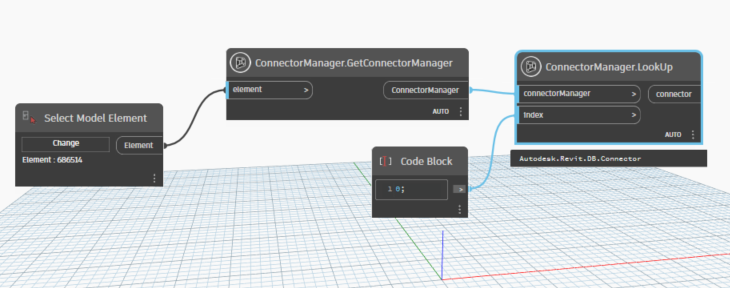 Select Model Element
Change
Element
Element : 686514
ConnectorManager.GetConnectorManager
element >
ConnectorManager
AUTO
Code Block
1 0;
>
ConnectorManager.LookUp
connectorManager >
connector
Index >
AUTO
Autodesk.Revit.DB.Connector